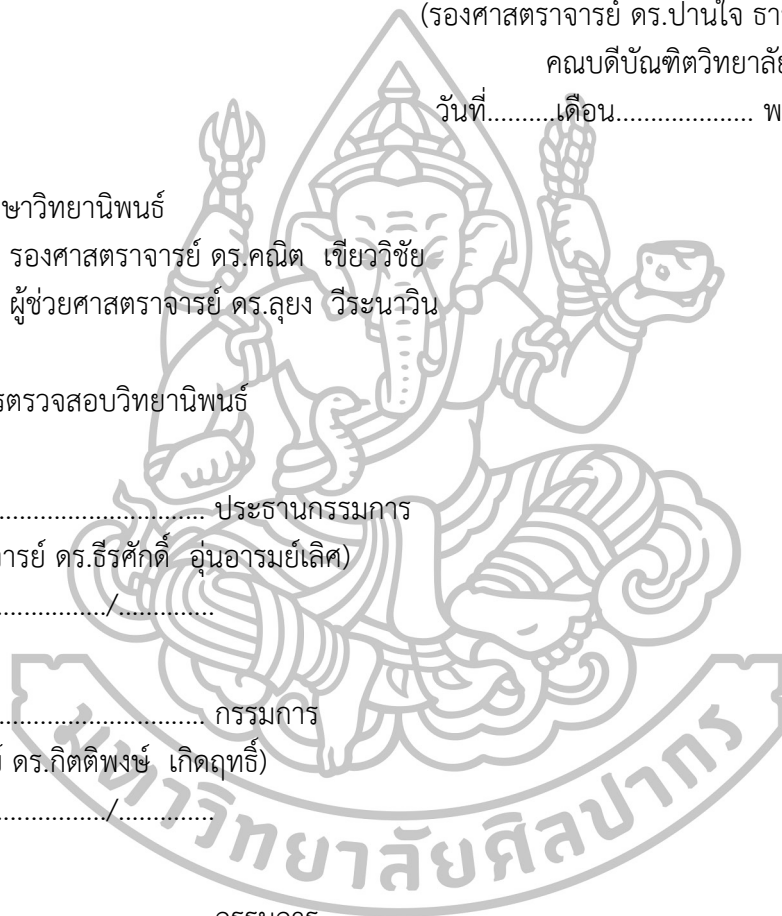 (รองศาสตราจารย์ ดร.ปานใจ
คณบดีบัณฑิตวิทยาลัย
วันที่..........เดือน.................... พ
ษาวิทยานิพนธ์
รองศาสตราจารย์ ดร.คณิต เขียววิชัย
ผู้ช่วยศาสตราจารย์ ดร.ลุยง วีระนาวิน
รตรวจสอบวิทยานิพนธ์
.............................. ประธานกรรมการ
ารย์ ดร.ธีรศักดิ์ อุ่นอารมย์เลิศ)
................/..............
.............................. กรรมการ
ดร.กิตติพงษ์ เกิดฤทธิ์)
................/..............
มหาวิทยาลัยศิลปากร